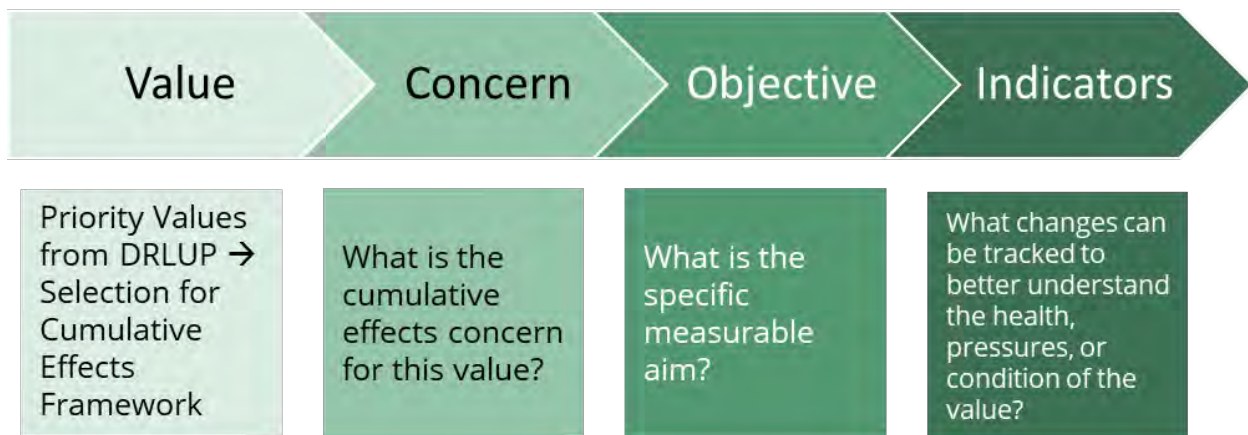 Value
Concern
Objective
Indicators
Priority Values
from DRLUP →
Selection for
Cumulative
Effects
Framework
What is the
cumulative
effects concern
for this value?
What is the
specific
measurable
aim?
What changes can
be tracked to
better understand
the health,
pressures, or
condition of the
value?